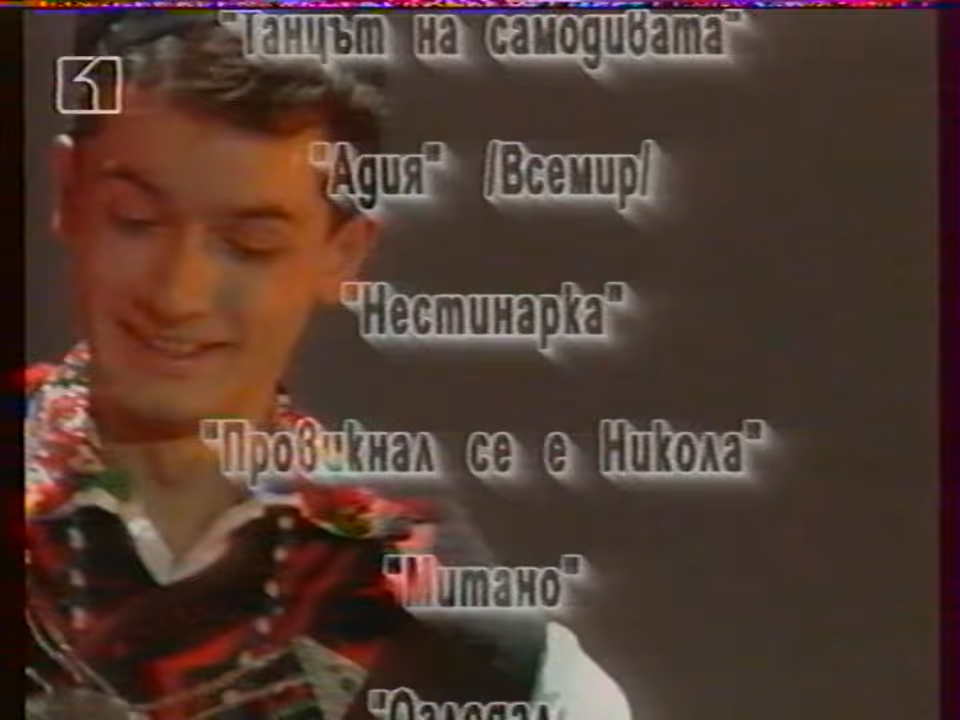 "Танцът на самодивата"
"Адия" /Всемир/
"Нестинарка"
"Провикнал се е Никола"
"Митано"